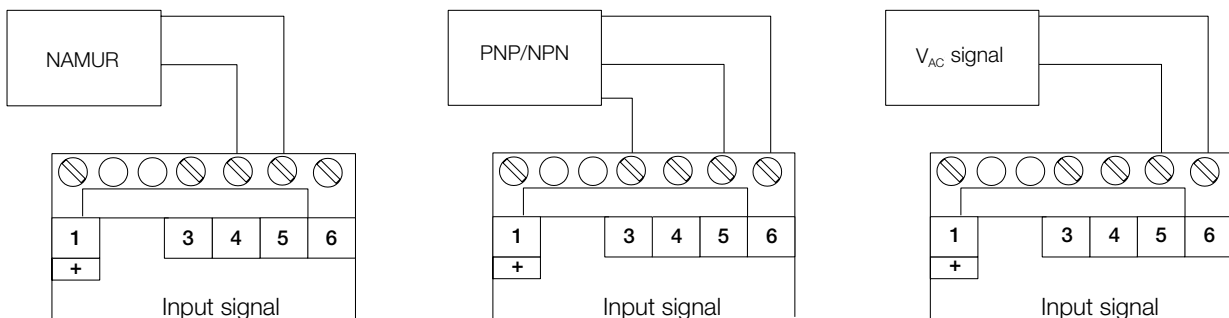 NAMUR
1 3 4 5 6
+
Input signal
PNP/NPN
1 3 4 5 6
+
Input signal
VAC signal
1 3 4 5 6
+
Input signal